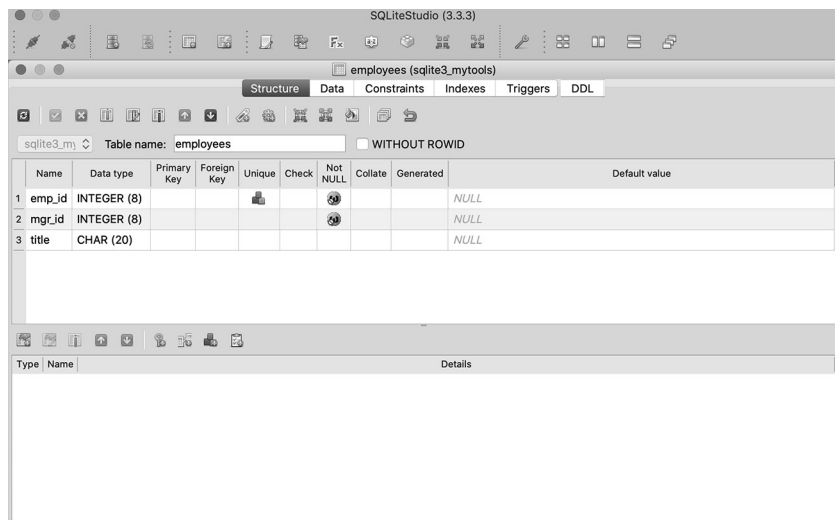 SQLiteStudio (3.3.3)
employees (sqlite3_mytools)
Structure Data Constraints Indexes Triggers DDL
sqlite3_my Table name: employees WITHOUT ROWID
Name Data type Primary Key Foreign Key Unique Check Not NULL Collate Generated Default value
1 emp_id INTEGER (8) NULL
2 mgr_id INTEGER (8) NULL
3 title CHAR (20) NULL
Type Name Details